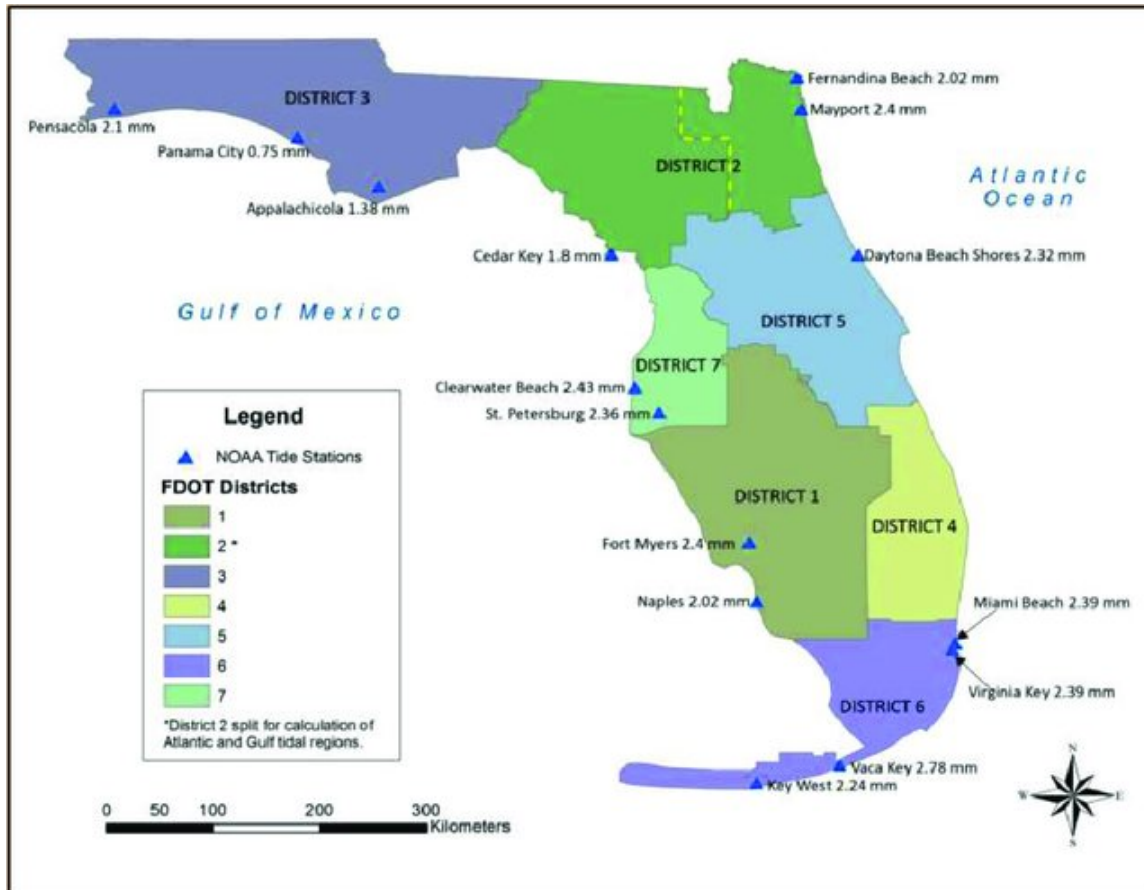 DISTRICT 3
Pensacola 2.1 mm
Panama City 0.75 mm
Appalachicola 1.38 mm
Fernandina Beach 2.02 mm
Mayport 2.4 mm
DISTRICT 2
Atlantic
Ocean
Cedar Key 1.8 mm
Daytona Beach Shores 2.32 mm
Gulf of Mexico
DISTRICT 5
DISTRICT 7
Clearwater Beach 2.43 mm
St. Petersburg 2.36 mm
DISTRICT 1
DISTRICT 4
Fort Myers 2.4 mm
Naples 2.02 mm
Miami Beach 2.39 mm
Virginia Key 2.39 mm
DISTRICT 6
Vaca Key 2.78 mm
Key West 2.24 mm
Legend
NOAA Tide Stations
FDOT Districts
1
2 *
3
4
5
6
7
*District 2 split for calculation of
Atlantic and Gulf tidal regions.
0 50 100 200 300
Kilometers
N
W E
S